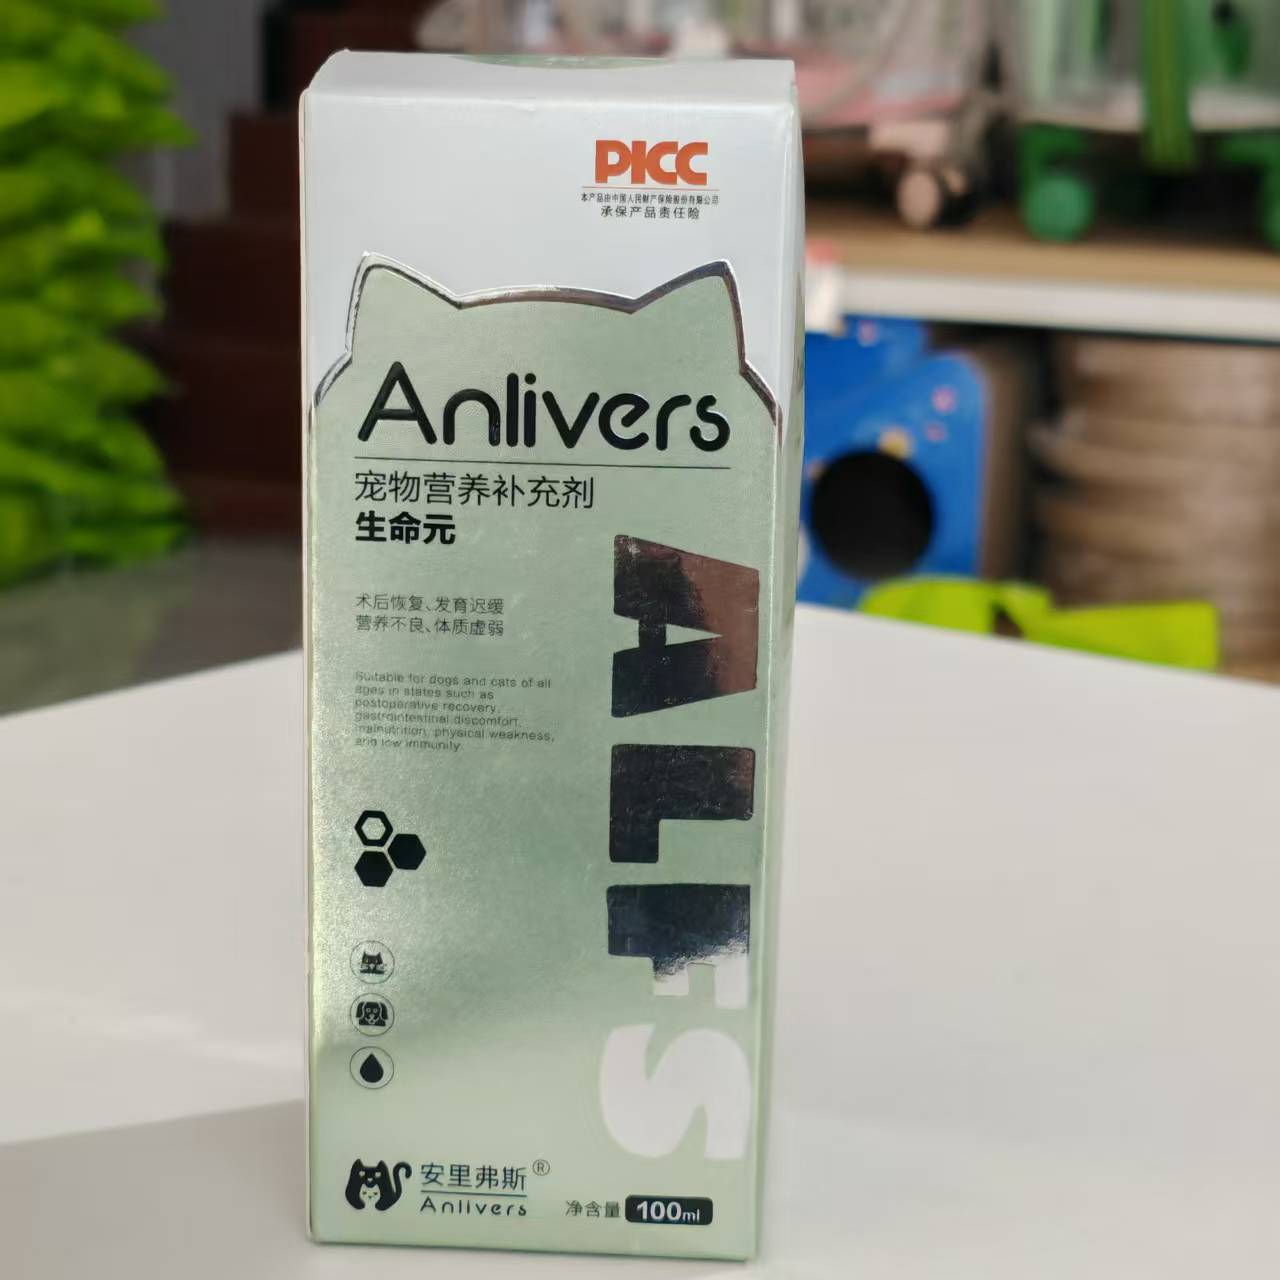 PICC
本产品由中国人民财产保险股份有限公司
承保产品责任险
Anlivers
宠物营养补充剂
生命元
术后恢复、发育迟缓
营养不良、体质虚弱
Suitable for dogs and cats of all
ages in states such as
postoperative recovery,
gastrointestinal discomfort,
malnutrition, physical weakness,
and low immunity.
ALFS
安里弗斯®
Anlivers
净含量 100ml